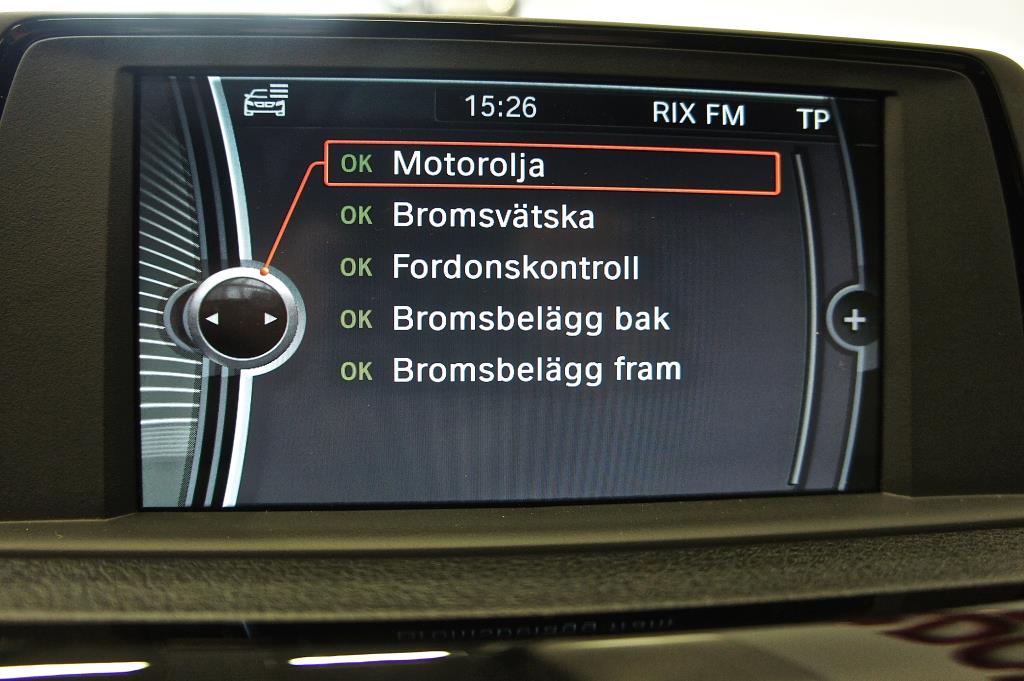 15:26 RIX FM TP
OK Motorolja
OK Bromsvätska
OK Fordonskontroll
OK Bromsbelägg bak
OK Bromsbelägg fram